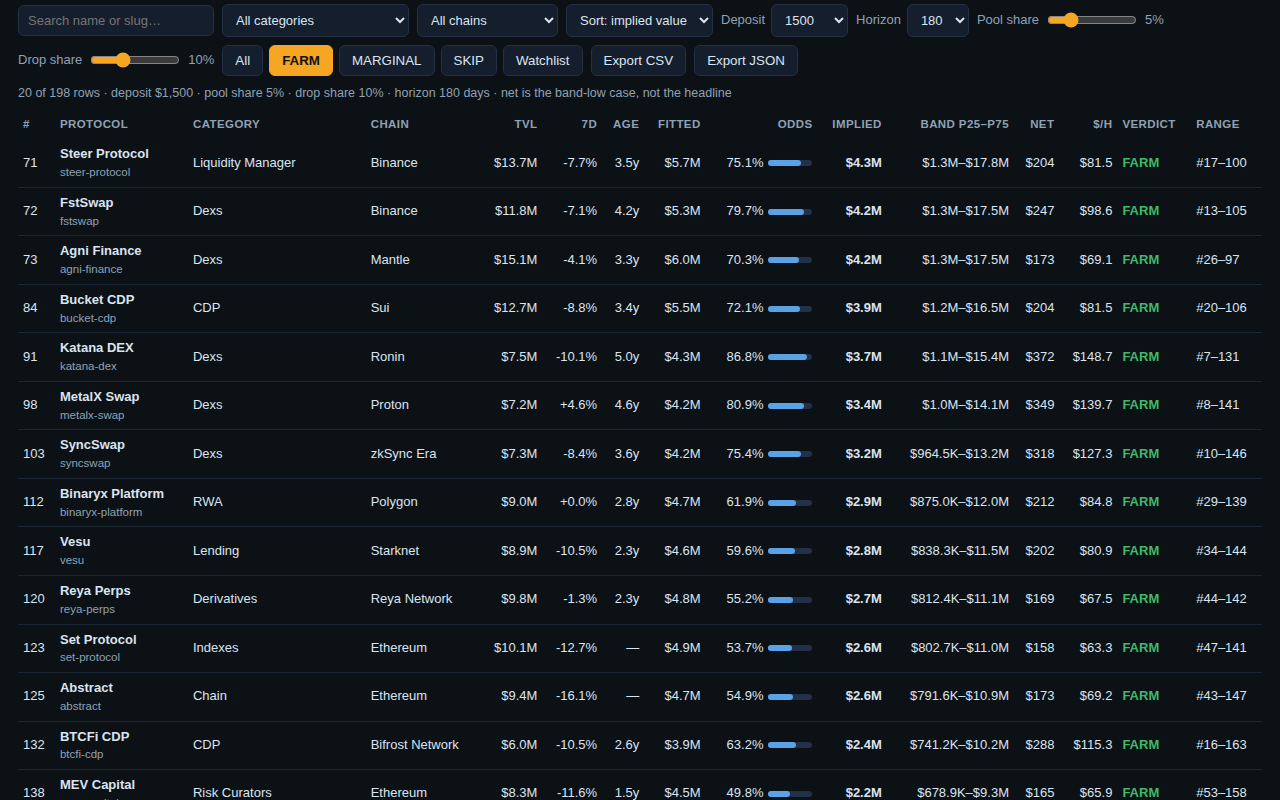 Search name or slug… All categories All chains Sort: implied value Deposit 1500 Horizon 180 Pool share 5%
Drop share 10% All FARM MARGINAL SKIP Watchlist Export CSV Export JSON
20 of 198 rows · deposit $1,500 · pool share 5% · drop share 10% · horizon 180 days · net is the band-low case, not the headline
# PROTOCOL CATEGORY CHAIN TVL 7D AGE FITTED ODDS IMPLIED BAND P25–P75 NET $/H VERDICT RANGE
71 Steer Protocol Liquidity Manager Binance $13.7M -7.7% 3.5y $5.7M 75.1% $4.3M $1.3M–$17.8M $204 $81.5 FARM #17–100
steer-protocol
72 FstSwap Dexs Binance $11.8M -7.1% 4.2y $5.3M 79.7% $4.2M $1.3M–$17.5M $247 $98.6 FARM #13–105
fstswap
73 Agni Finance Dexs Mantle $15.1M -4.1% 3.3y $6.0M 70.3% $4.2M $1.3M–$17.5M $173 $69.1 FARM #26–97
agni-finance
84 Bucket CDP CDP Sui $12.7M -8.8% 3.4y $5.5M 72.1% $3.9M $1.2M–$16.5M $204 $81.5 FARM #20–106
bucket-cdp
91 Katana DEX Dexs Ronin $7.5M -10.1% 5.0y $4.3M 86.8% $3.7M $1.1M–$15.4M $372 $148.7 FARM #7–131
katana-dex
98 MetalX Swap Dexs Proton $7.2M +4.6% 4.6y $4.2M 80.9% $3.4M $1.0M–$14.1M $349 $139.7 FARM #8–141
metalx-swap
103 SyncSwap Dexs zkSync Era $7.3M -8.4% 3.6y $4.2M 75.4% $3.2M $964.5K–$13.2M $318 $127.3 FARM #10–146
syncswap
112 Binaryx Platform RWA Polygon $9.0M +0.0% 2.8y $4.7M 61.9% $2.9M $875.0K–$12.0M $212 $84.8 FARM #29–139
binaryx-platform
117 Vesu Lending Starknet $8.9M -10.5% 2.3y $4.6M 59.6% $2.8M $838.3K–$11.5M $202 $80.9 FARM #34–144
vesu
120 Reya Perps Derivatives Reya Network $9.8M -1.3% 2.3y $4.8M 55.2% $2.7M $812.4K–$11.1M $169 $67.5 FARM #44–142
reya-perps
123 Set Protocol Indexes Ethereum $10.1M -12.7% — $4.9M 53.7% $2.6M $802.7K–$11.0M $158 $63.3 FARM #47–141
set-protocol
125 Abstract Chain Ethereum $9.4M -16.1% — $4.7M 54.9% $2.6M $791.6K–$10.9M $173 $69.2 FARM #43–147
abstract
132 BTCFi CDP CDP Bifrost Network $6.0M -10.5% 2.6y $3.9M 63.2% $2.4M $741.2K–$10.2M $288 $115.3 FARM #16–163
btcfi-cdp
138 MEV Capital Risk Curators Ethereum $8.3M -11.6% 1.5y $4.5M 49.8% $2.2M $678.9K–$9.3M $165 $65.9 FARM #53–158